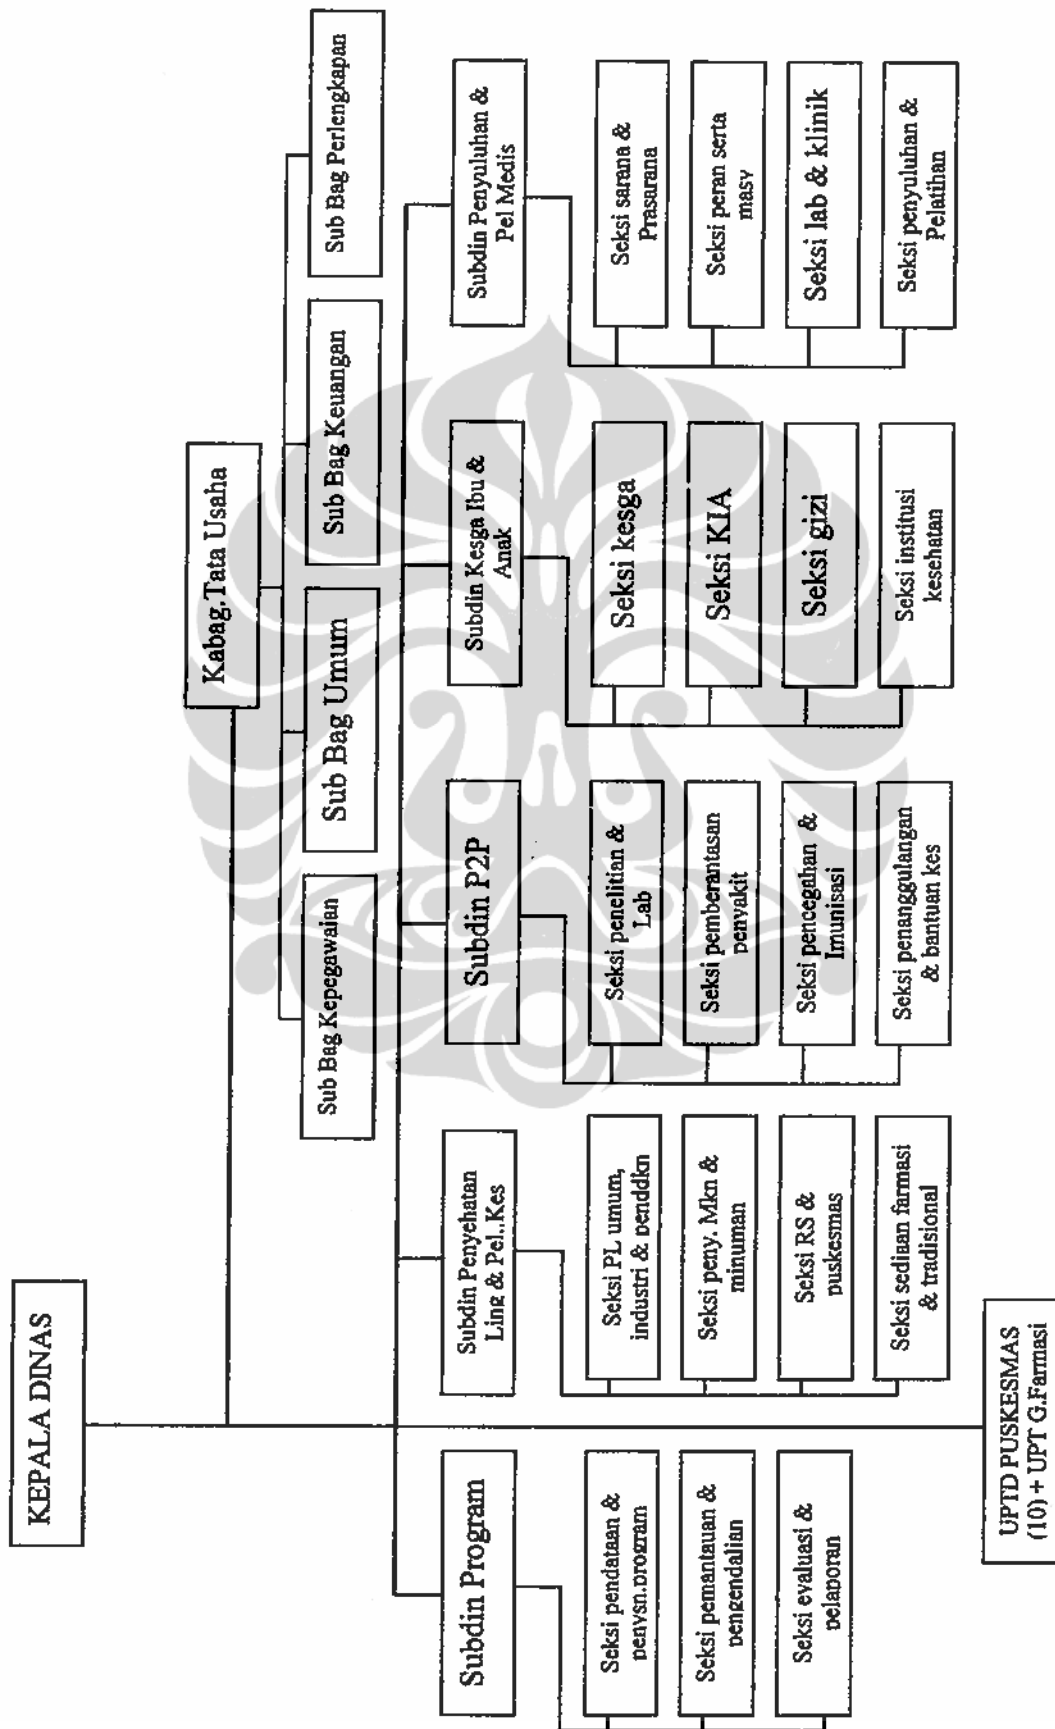 KEPALA DINAS
Kabag.Tata Usaha
Sub Bag Kepegawaian
Sub Bag Umum
Sub Bag Keuangan
Sub Bag Perlengkapan
Subdin Program
Seksi pendataan &
penysn.program
Seksi pemantauan &
pengendalian
Seksi evaluasi &
pelaporan
Subdin Penyehatan
Ling & Pel..Kes
Seksi PL umum,
industri & penddkn
Seksi peny. Mkn &
minuman
Seksi RS &
puskesmas
Seksi sediaan farmasi
& tradisional
Subdin P2P
Seksi penelitian &
Lab
Seksi pemberantasan
penyakit
Seksi pencegahan &
Imunisasi
Seksi penanggulangan
& bantuan kes
Subdin Kesga Ibu &
Anak
Seksi kesga
Seksi KIA
Seksi gizi
Seksi institusi
kesehatan
Subdin Penyuluhan &
Pel Medis
Seksi sarana &
Prasarana
Seksi peran serta
masy
Seksi lab & klinik
Seksi penyuluhan &
Pelatihan
UPTD PUSKESMAS
(10) + UPT G.Farmasi